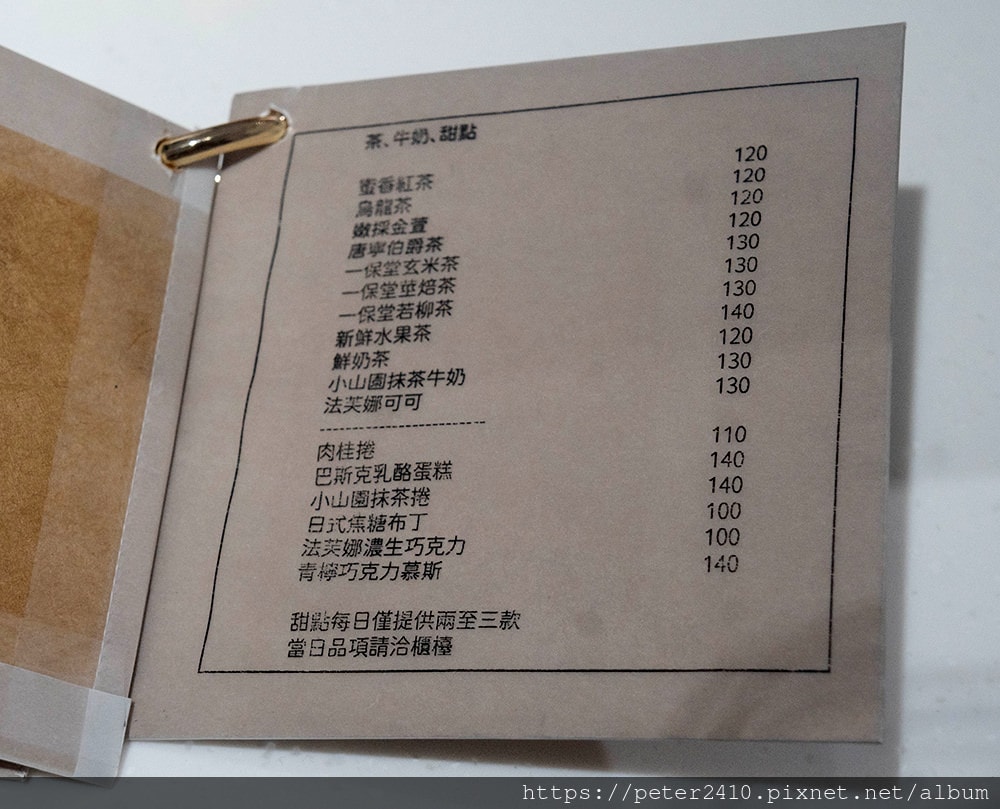 茶、牛奶、甜點
蜜香紅茶 120
烏龍茶 120
嫩採金萱 120
唐寧伯爵茶 120
一保堂玄米茶 130
一保堂莖焙茶 130
一保堂若柳茶 130
新鮮水果茶 140
鮮奶茶 120
小山園抹茶牛奶 130
法芙娜可可 130
--------------------------
肉桂捲 110
巴斯克乳酪蛋糕 140
小山園抹茶捲 140
日式焦糖布丁 100
法芙娜濃生巧克力 100
青檸巧克力慕斯 140
甜點每日僅提供兩至三款
當日品項請洽櫃檯
https://peter2410.pixnet.net/album